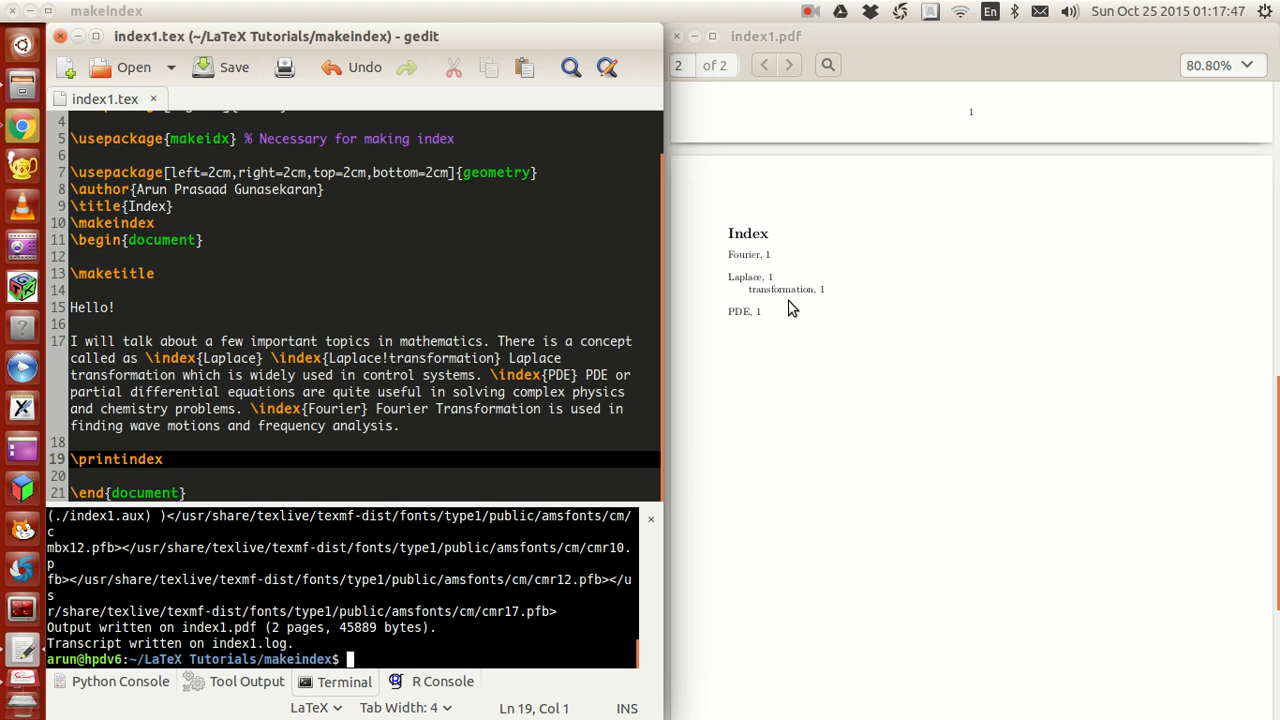 makeindex
En
Sun Oct 25 2015 01:17:47
index1.tex (~/LaTeX Tutorials/makeindex) - gedit
Open
Save
Undo
index1.tex ×
4
5 \usepackage{makeidx} % Necessary for making index
6
7 \usepackage[left=2cm,right=2cm,top=2cm,bottom=2cm]{geometry}
8 \author{Arun Prasaad Gunasekaran}
9 \title{Index}
10 \makeindex
11 \begin{document}
12
13 \maketitle
14
15 Hello!
16
17 I will talk about a few important topics in mathematics. There is a concept
called as \index{Laplace} \index{Laplace!transformation} Laplace
transformation which is widely used in control systems. \index{PDE} PDE or
partial differential equations are quite useful in solving complex physics
and chemistry problems. \index{Fourier} Fourier Transformation is used in
finding wave motions and frequency analysis.
18
19 \printindex
20
21 \end{document}
(./index1.aux) )</usr/share/texlive/texmf-dist/fonts/type1/public/amsfonts/cm/
c
mbx12.pfb></usr/share/texlive/texmf-dist/fonts/type1/public/amsfonts/cm/cmr10.
p
fb></usr/share/texlive/texmf-dist/fonts/type1/public/amsfonts/cm/cmr12.pfb></u
s
r/share/texlive/texmf-dist/fonts/type1/public/amsfonts/cm/cmr17.pfb>
Output written on index1.pdf (2 pages, 45889 bytes).
Transcript written on index1.log.
arun@hpdv6:~/LaTeX Tutorials/makeindex$
Python Console
Tool Output
Terminal
R Console
LaTeX
Tab Width: 4
Ln 19, Col 1
INS
index1.pdf
2 of 2
80.80%
1
Index
Fourier, 1
Laplace, 1
transformation, 1
PDE, 1